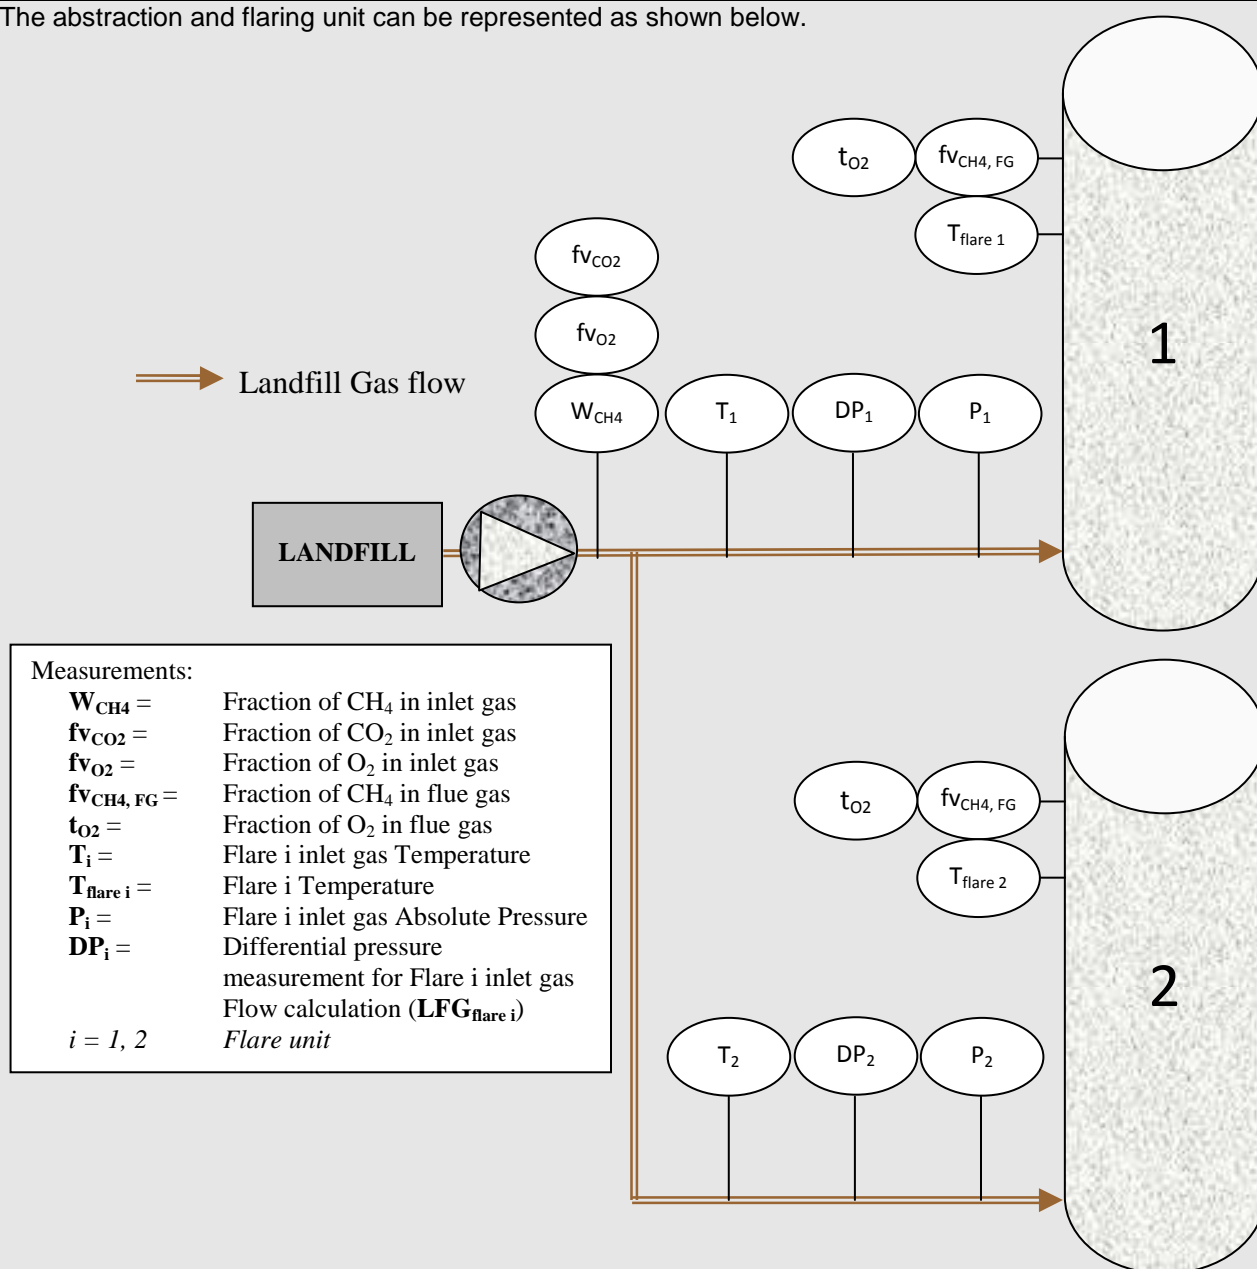 The abstraction and flaring unit can be represented as shown below.
tO2
fvCH4, FG
Tflare 1
fvCO2
fvO2
1
Landfill Gas flow
WCH4
T1
DP1
P1
LANDFILL
Measurements:
WCH4 = Fraction of CH4 in inlet gas
fvCO2 = Fraction of CO2 in inlet gas
fvO2 = Fraction of O2 in inlet gas
fvCH4, FG = Fraction of CH4 in flue gas
tO2 = Fraction of O2 in flue gas
Ti = Flare i inlet gas Temperature
Tflare i = Flare i Temperature
Pi = Flare i inlet gas Absolute Pressure
DPi = Differential pressure
measurement for Flare i inlet gas
Flow calculation (LFGflare i)
i = 1, 2 Flare unit
tO2
fvCH4, FG
Tflare 2
2
T2
DP2
P2